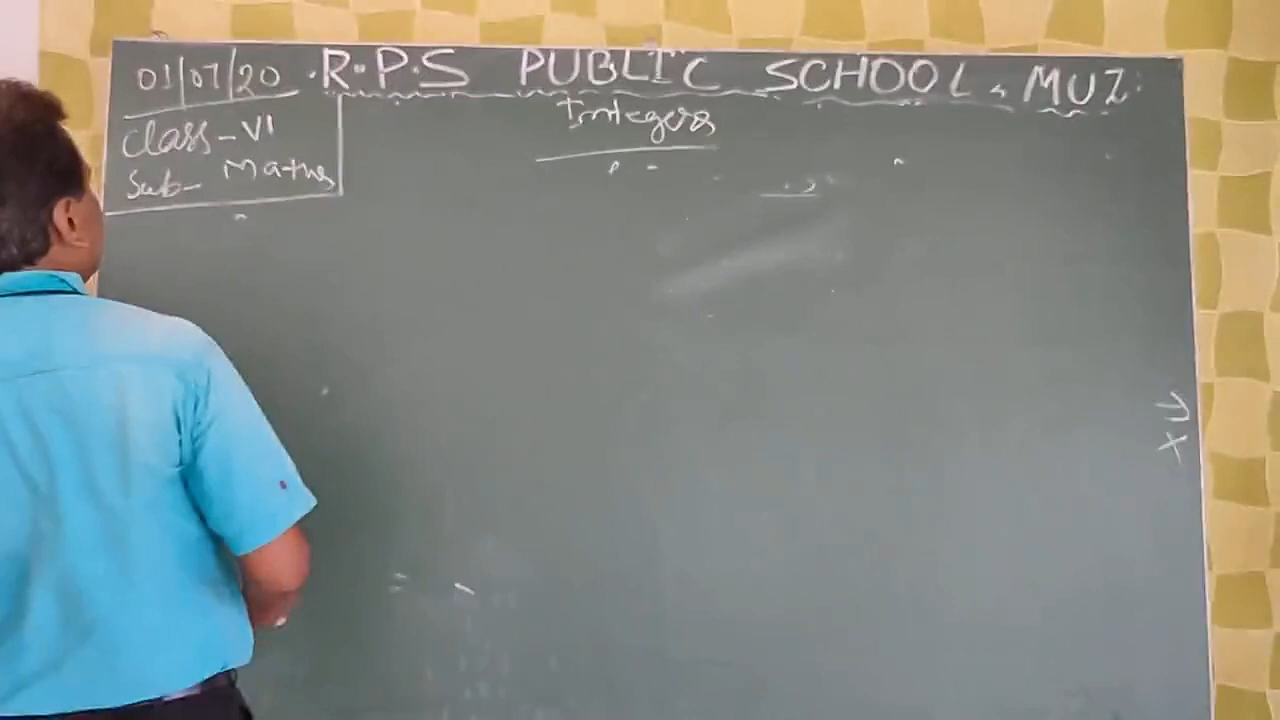 01/07/20 .R.P.S PUBLIC SCHOOL, MUZ:
Class-VI
Sub- Maths
Integers